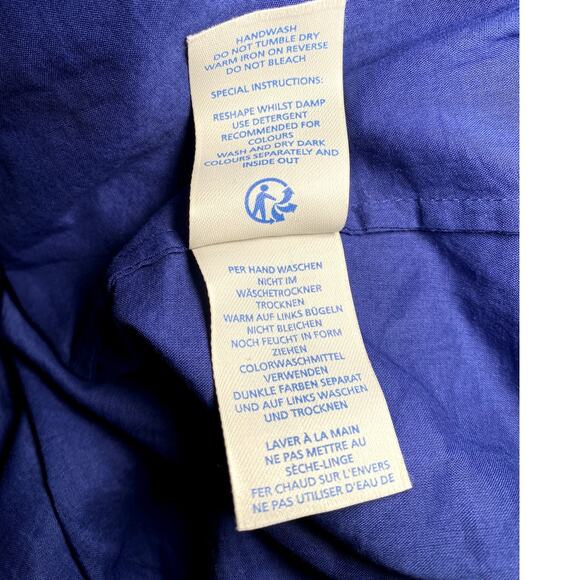 HANDWASH
DO NOT TUMBLE DRY
WARM IRON ON REVERSE
DO NOT BLEACH
SPECIAL INSTRUCTIONS:
RESHAPE WHILST DAMP
USE DETERGENT
RECOMMENDED FOR
COLOURS
WASH AND DRY DARK
COLOURS SEPARATELY AND
INSIDE OUT
PER HAND WASCHEN
NICHT IM
WÄSCHETROCKNER
TROCKNEN
WARM AUF LINKS BÜGELN
NICHT BLEICHEN
NOCH FEUCHT IN FORM
ZIEHEN
COLORWASCHMITTEL
VERWENDEN
DUNKLE FARBEN SEPARAT
UND AUF LINKS WASCHEN
UND TROCKNEN
LAVER À LA MAIN
NE PAS METTRE AU
SÈCHE-LINGE
FER CHAUD SUR L'ENVERS
NE PAS UTILISER D'EAU DE